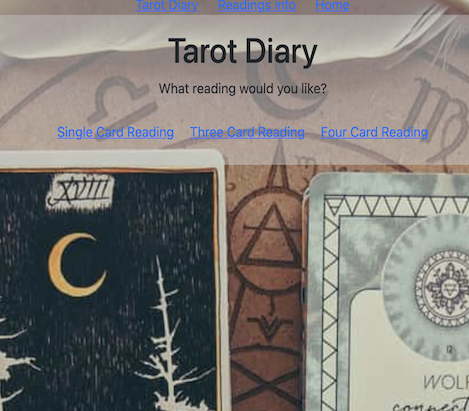 Tarot Diary Readings info Home
Tarot Diary
What reading would you like?
Single Card Reading Three Card Reading Four Card Reading
XVIII
12
WOLF